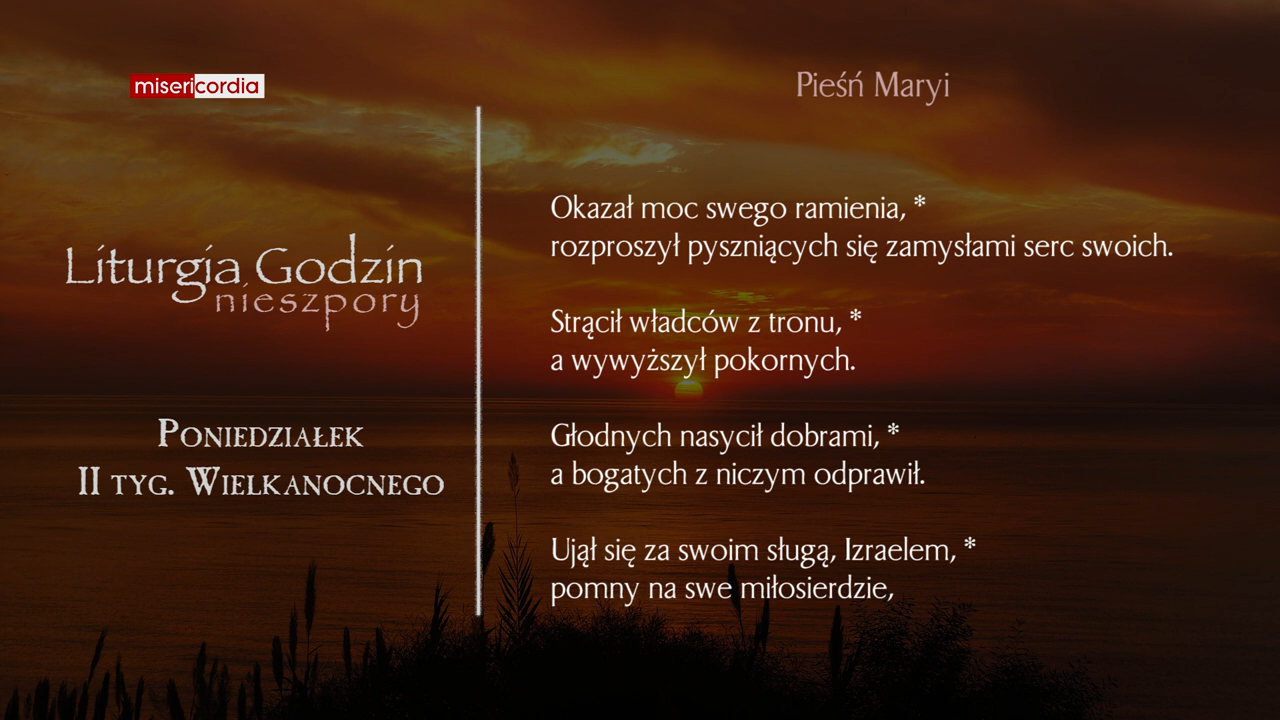 misericordia
Liturgia Godzin
nieszpory
Poniedziałek
II tyg. Wielkanocnego
Pieśń Maryi
Okazał moc swego ramienia, *
rozproszył pyszniących się zamysłami serc swoich.
Strącił władców z tronu, *
a wywyższył pokornych.
Głodnych nasycił dobrami, *
a bogatych z niczym odprawił.
Ujął się za swoim sługą, Izraelem, *
pomny na swe miłosierdzie,